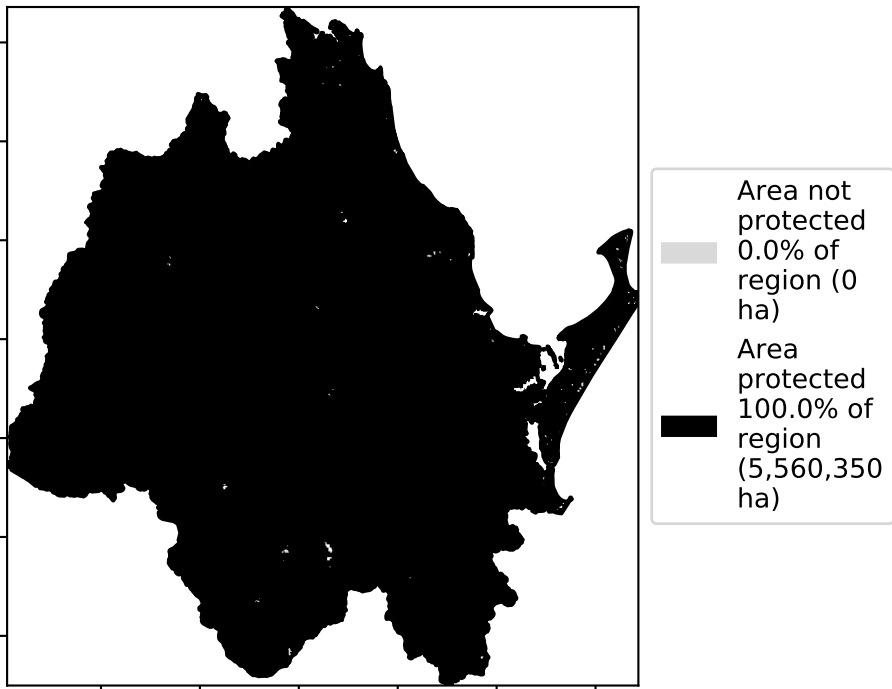 Area not
protected
0.0% of
region (0
ha)
Area
protected
100.0% of
region
(5,560,350
ha)